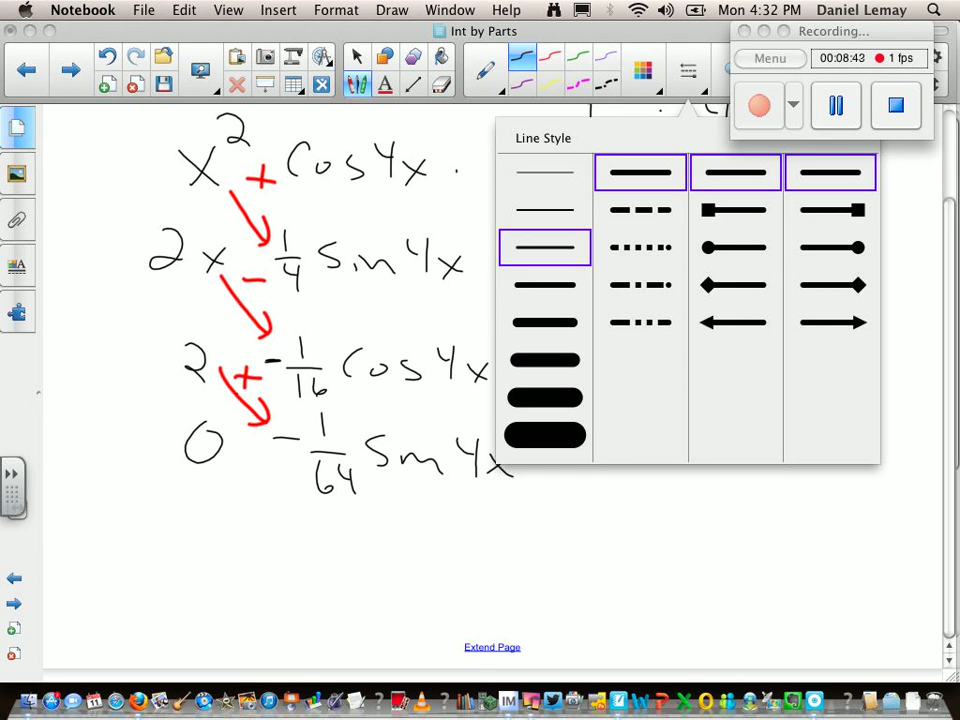 Notebook File Edit View Insert Format Draw Window Help Mon 4:32 PM Daniel Lemay
Int by Parts
Recording...
Menu 00:08:43 1 fps
Line Style
x² + Cos 4x
2x - 1/4 Sin 4x
2 + -1/16 Cos 4x
0 -1/64 Sin 4x
Extend Page